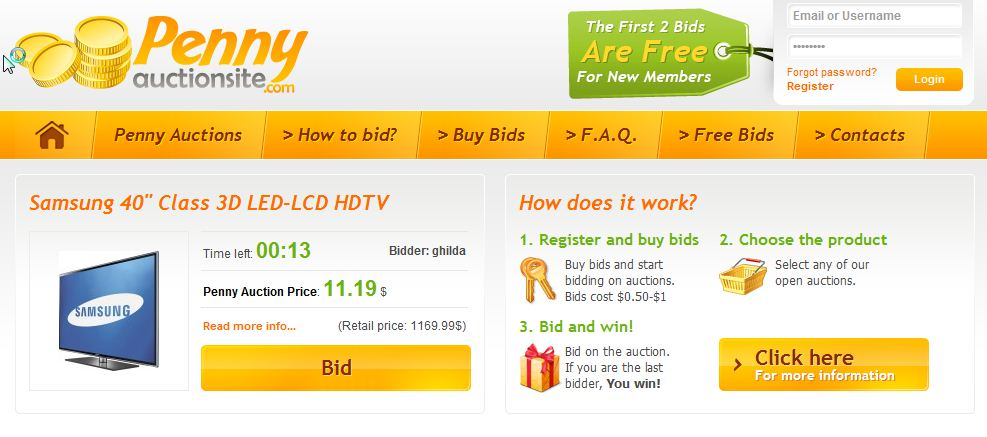 Penny
auctionsite.com
The First 2 Bids
Are Free
For New Members
Email or Username
••••••••
Forgot password?
Register
Login
Penny Auctions
> How to bid?
> Buy Bids
> F.A.Q.
> Free Bids
> Contacts
Samsung 40" Class 3D LED-LCD HDTV
SAMSUNG
Time left: 00:13
Bidder: ghilda
Penny Auction Price: 11.19 $
Read more info...
(Retail price: 1169.99$)
Bid
How does it work?
1. Register and buy bids
Buy bids and start
bidding on auctions.
Bids cost $0.50-$1
2. Choose the product
Select any of our
open auctions.
3. Bid and win!
Bid on the auction.
If you are the last
bidder, You win!
Click here
For more information